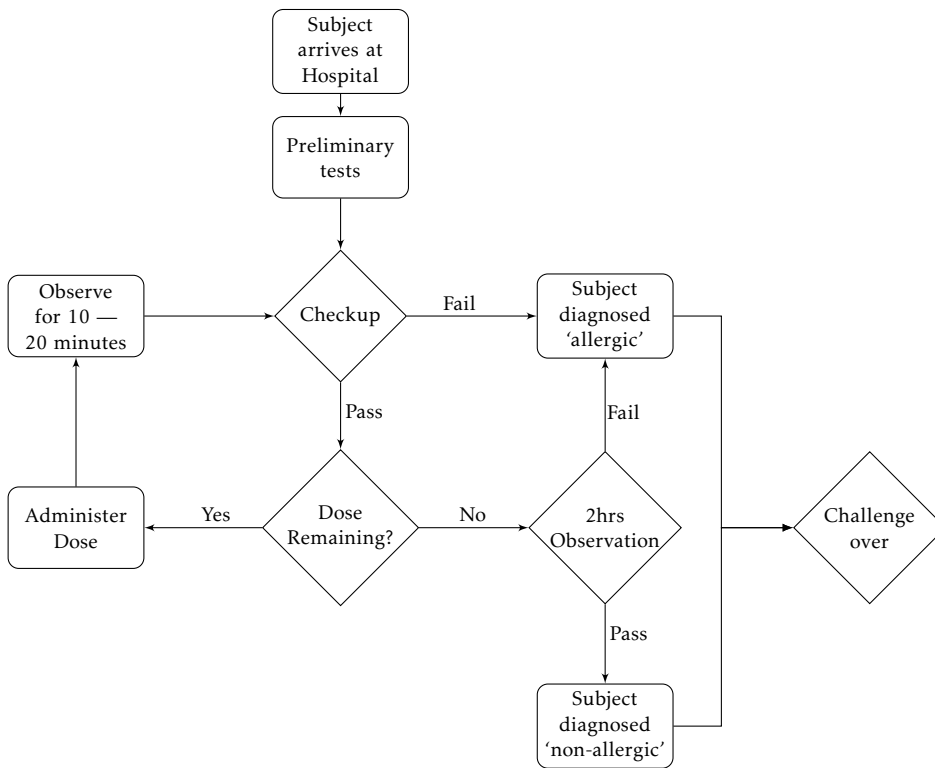 Subject
arrives at
Hospital
Preliminary
tests
Observe
for 10 —
20 minutes
Checkup
Fail
Subject
diagnosed
‘allergic’
Pass
Fail
Administer
Dose
Yes
Dose
Remaining?
No
2hrs
Observation
Challenge
over
Pass
Subject
diagnosed
‘non-allergic’